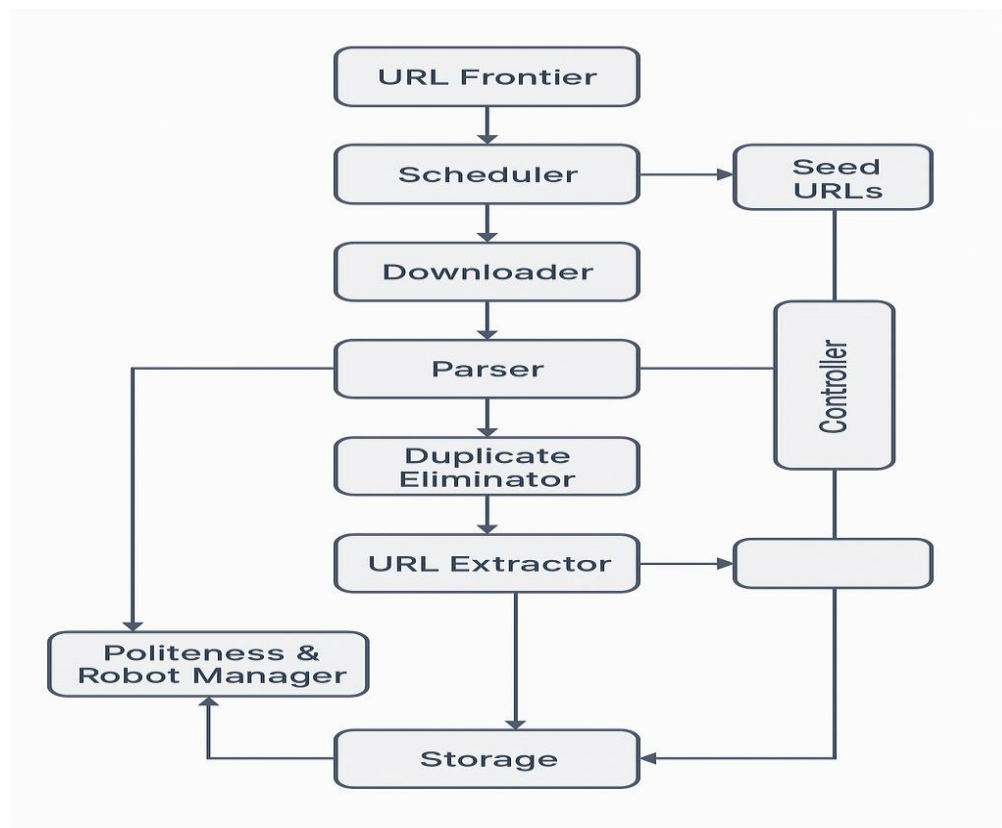 URL Frontier
Scheduler
Seed
URLs
Downloader
Parser
Controller
Duplicate
Eliminator
URL Extractor
Politeness &
Robot Manager
Storage